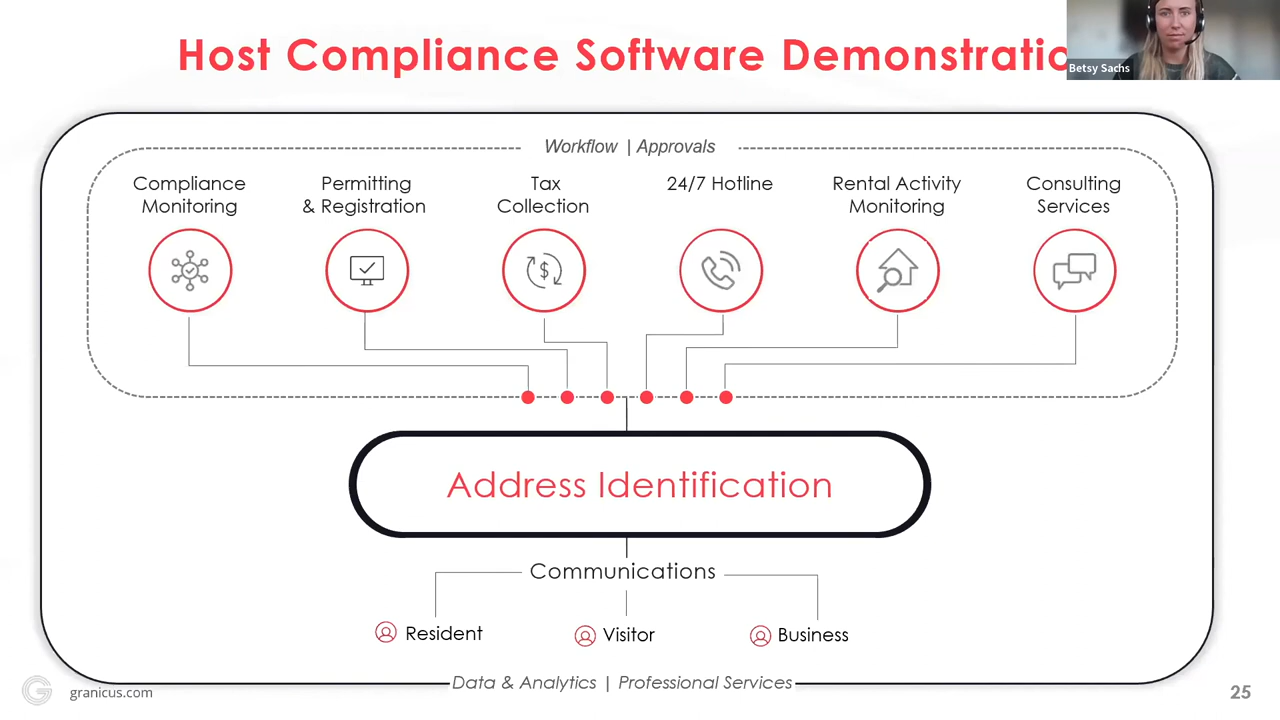 Host Compliance Software Demonstratio
Betsy Sachs
Workflow | Approvals
Compliance
Monitoring
Permitting
& Registration
Tax
Collection
24/7 Hotline
Rental Activity
Monitoring
Consulting
Services
$
Address Identification
Communications
Resident
Visitor
Business
Data & Analytics | Professional Services
G
granicus.com
25